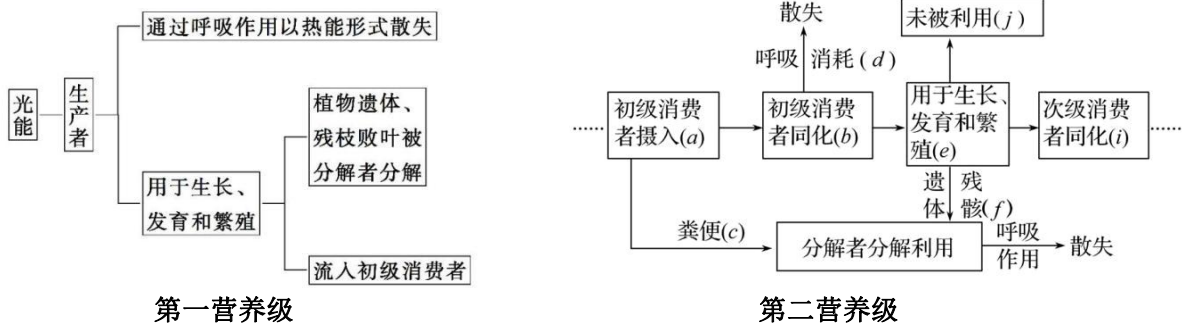 光能
生产者
通过呼吸作用以热能形式散失
用于生长、
发育和繁殖
植物遗体、
残枝败叶被
分解者分解
流入初级消费者
第一营养级
……
初级消费
者摄入(a)
初级消费
者同化(b)
散失
呼吸 消耗(d)
未被利用(j)
用于生长、
发育和繁
殖(e)
次级消费
者同化(i)
……
遗 残
体 骸(f)
粪便(c)
分解者分解利用
呼吸
作用
散失
第二营养级